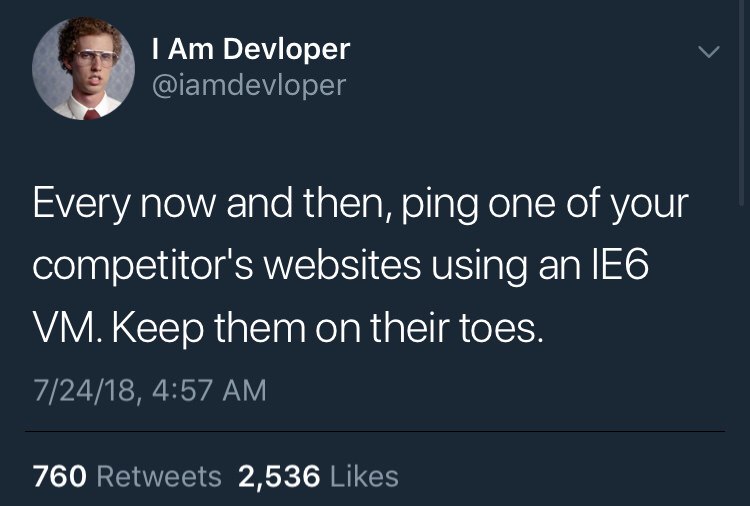 I Am Devloper
@iamdevloper
Every now and then, ping one of your
competitor's websites using an IE6
VM. Keep them on their toes.
7/24/18, 4:57 AM
760 Retweets 2,536 Likes